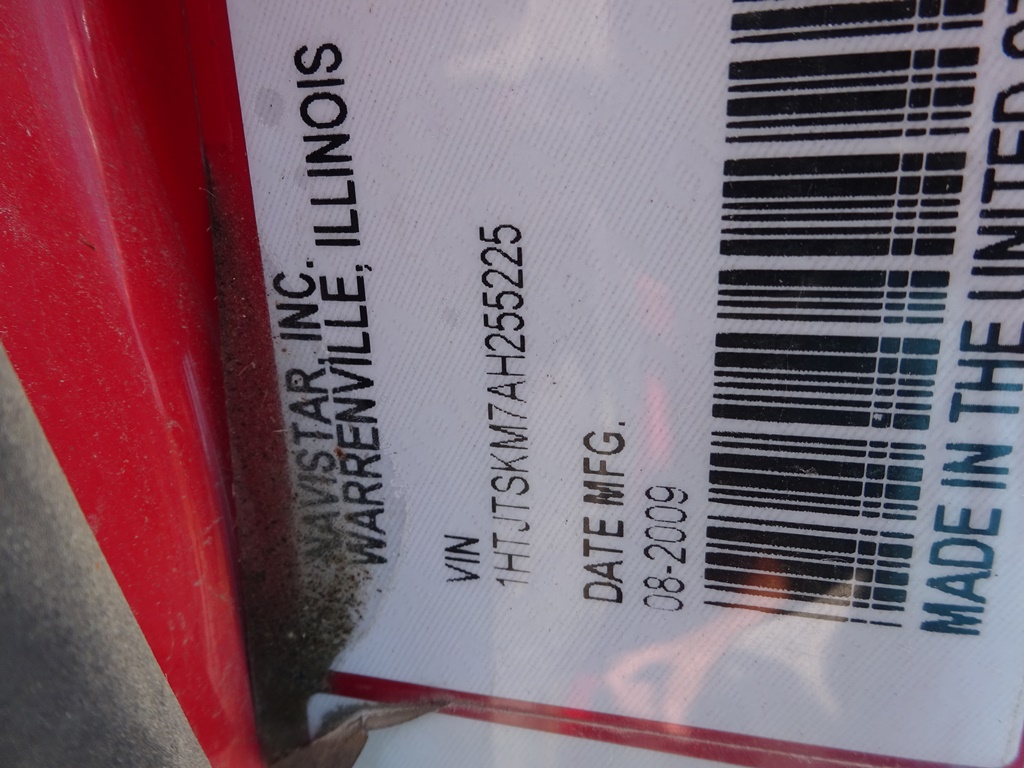 NAVISTAR, INC.
WARRENVILLE, ILLINOIS
VIN
1HTJTSKM7AH255225
DATE MFG.
08-2009
MADE IN THE UNITED